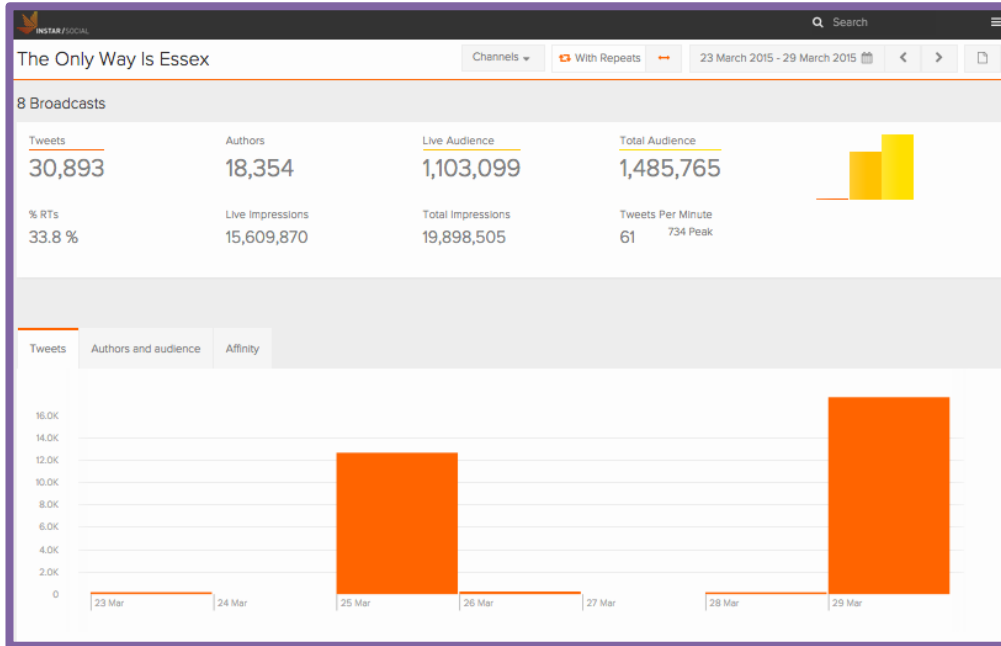 INSTAR/SOCIAL
Search
The Only Way Is Essex
Channels
With Repeats
23 March 2015 - 29 March 2015
8 Broadcasts
Tweets Authors Live Audience Total Audience
30,893 18,354 1,103,099 1,485,765
% RTs Live Impressions Total Impressions Tweets Per Minute
33.8 % 15,609,870 19,898,505 61 734 Peak
Tweets Authors and audience Affinity
16.0K
14.0K
12.0K
10.0K
8.0K
6.0K
4.0K
2.0K
0
23 Mar 24 Mar 25 Mar 26 Mar 27 Mar 28 Mar 29 Mar